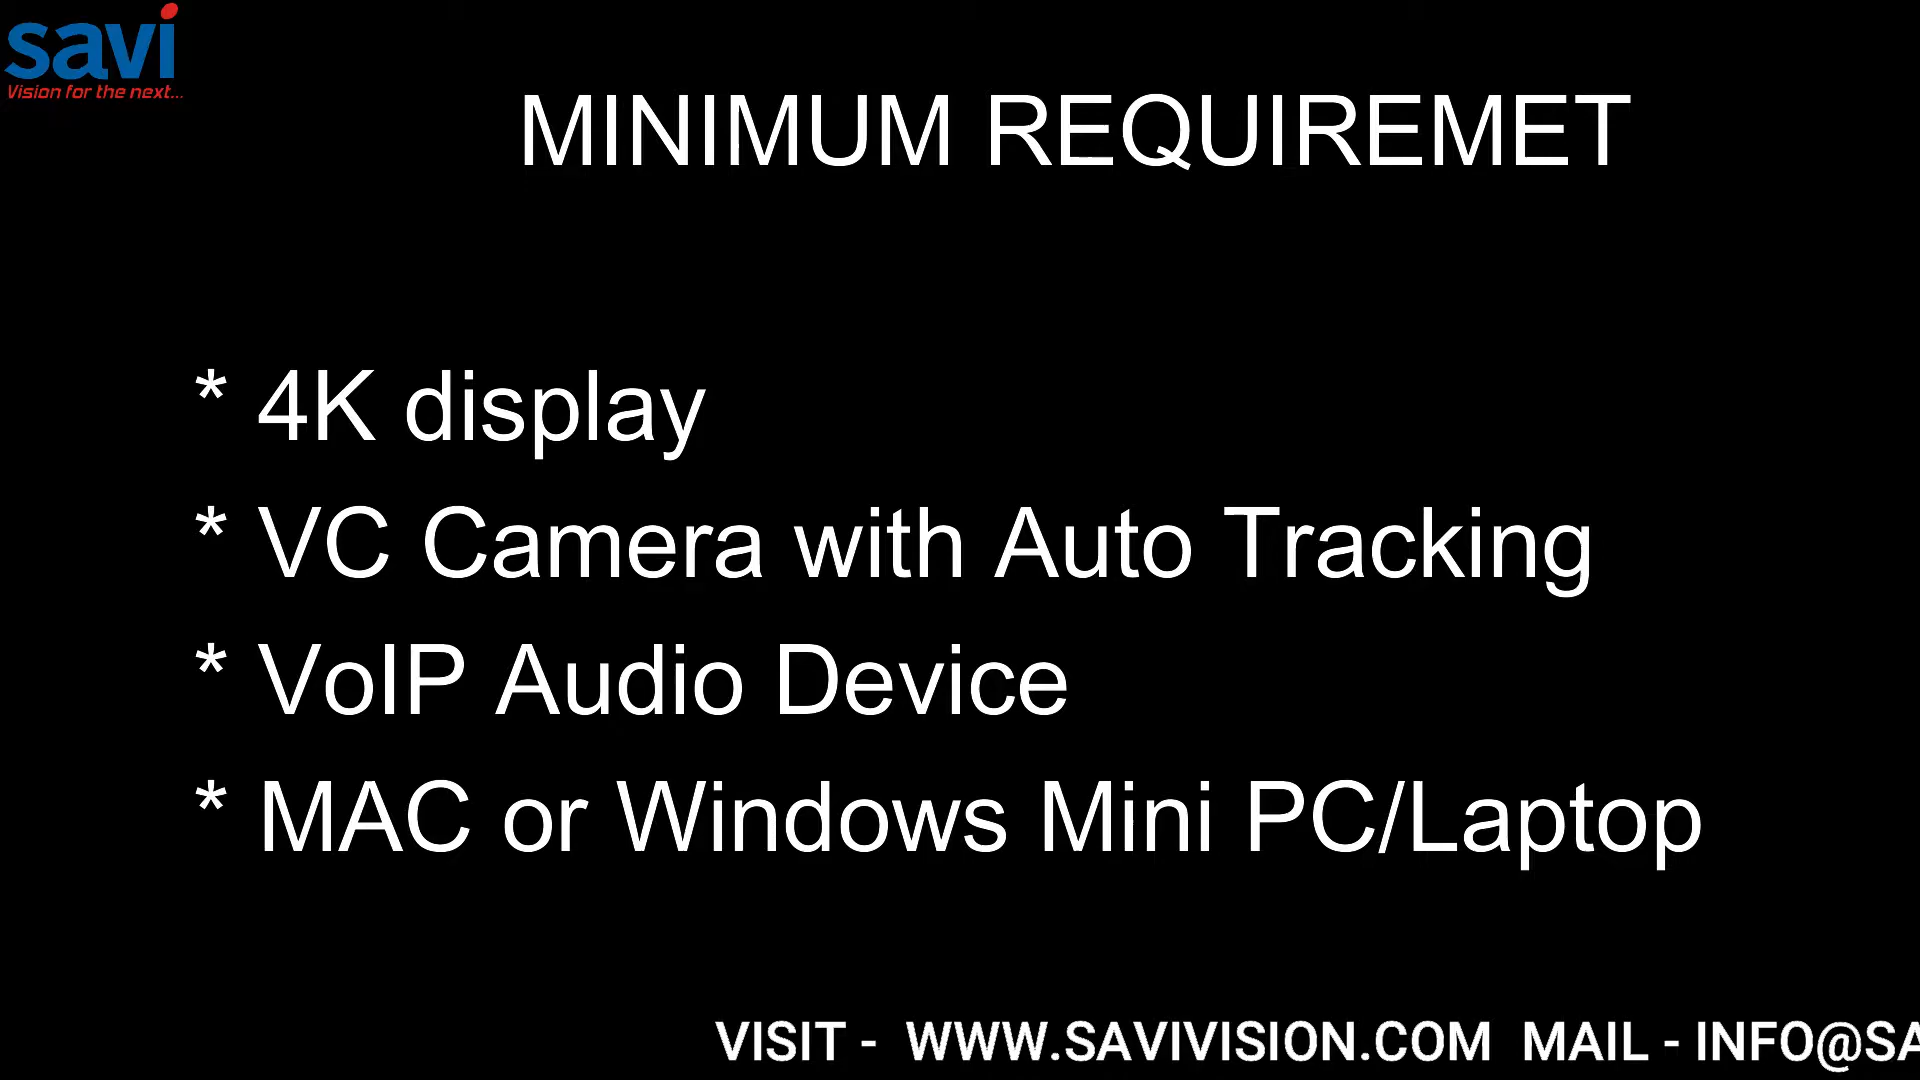 savi
Vision for the next...
MINIMUM REQUIREMET
* 4K display
* VC Camera with Auto Tracking
* VoIP Audio Device
* MAC or Windows Mini PC/Laptop
VISIT - WWW.SAVIVISION.COM MAIL - INFO@SA